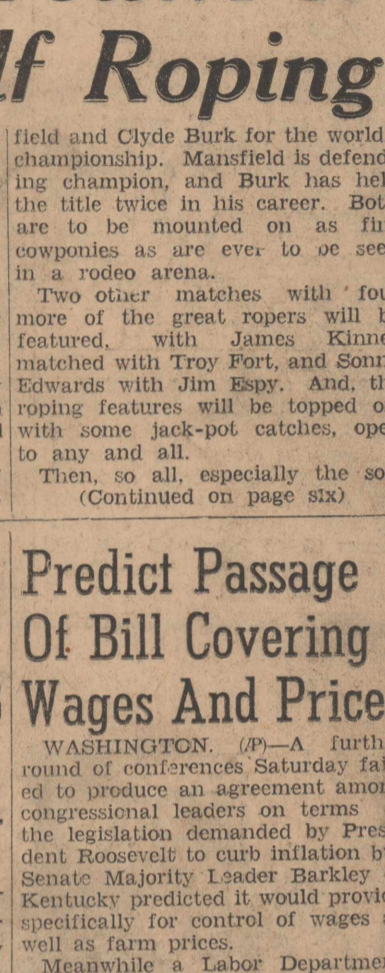 lf Roping
field and Clyde Burk for the world
championship. Mansfield is defend
ing champion, and Burk has hel
the title twice in his career. Bot
are to be mounted on as fin
cowponies as are ever to be see
in a rodeo arena.
Two other matches with fou
more of the great ropers will b
featured, with James Kinne
matched with Troy Fort, and Sonn
Edwards with Jim Espy. And, th
roping features will be topped o
with some jack-pot catches, ope
to any and all.
Then, so all, especially the so
(Continued on page six)
Predict Passage
Of Bill Covering
Wages And Price
WASHINGTON. (/P)—A furth
round of conferences Saturday fai
ed to produce an agreement amon
congressional leaders on terms
the legislation demanded by Pres
dent Roosevelt to curb inflation b
Senate Majority Leader Barkley
Kentucky predicted it would provid
specifically for control of wages a
well as farm prices.
Meanwhile a Labor Departmen